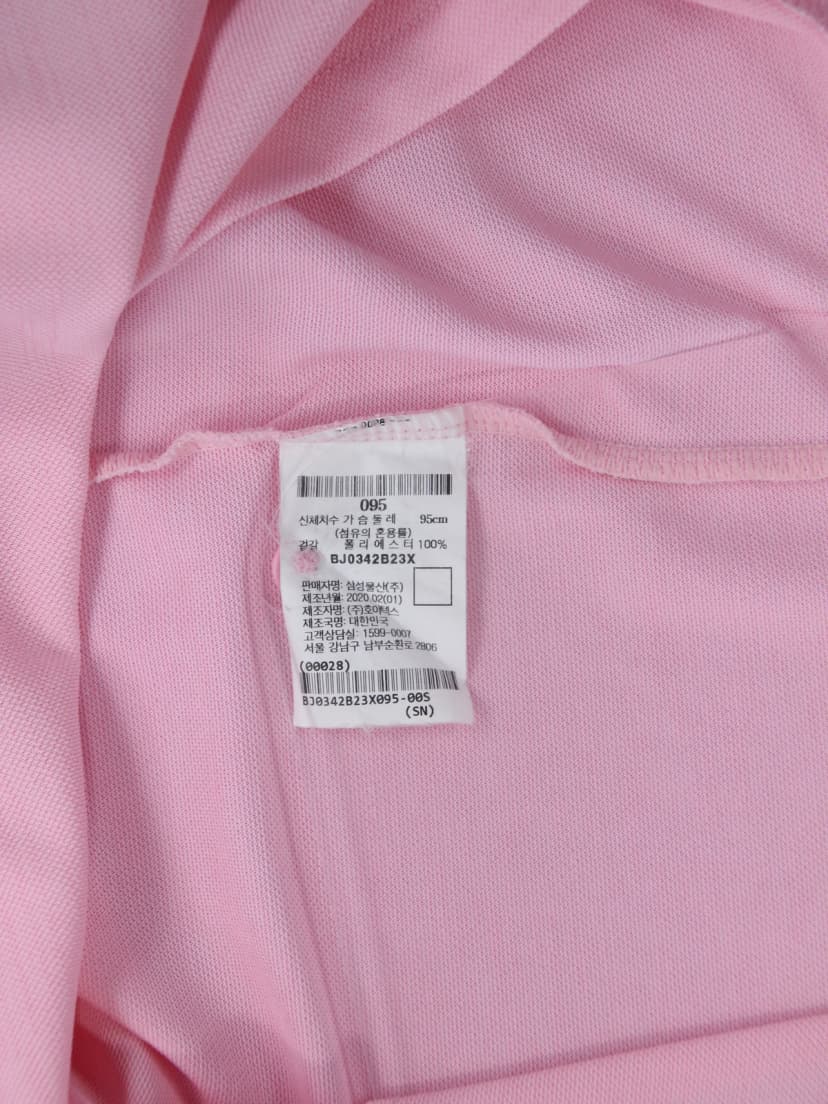 095
신체치수 가 슴 둘 레 95cm
(섬유의 혼용률)
겉감 폴 리 에 스 터 100%
BJ0342B23X
판매자명: 삼성물산(주)
제조년월: 2020.02(01)
제조자명: (주)호야텍스
제조국명: 대한민국
고객상담실: 1599-0007
서울 강남구 남부순환로 2806
(00028)
BJ0342B23X095-00S
(SN)